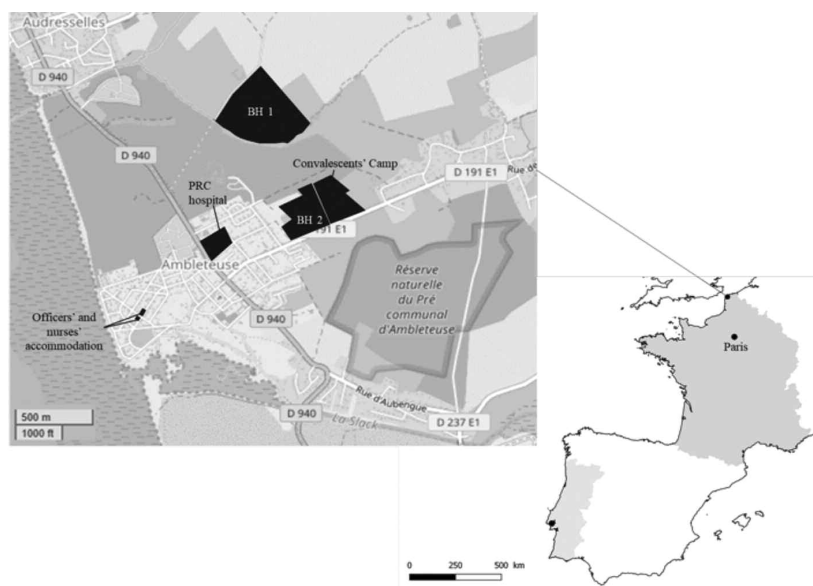 Audresselles
D 940
BH 1
D 940
Convalescents' Camp
D 191 E1
PRC
hospital
BH 2
191 E1
Ambleteuse
Réserve
naturelle
du Pré
communal
d'Ambleteuse
Officers' and
nurses'
accommodation
D 940
Rue d'Aubengue
D 940
La Slack
D 237 E1
500 m
1000 ft
Paris
0 250 500 km